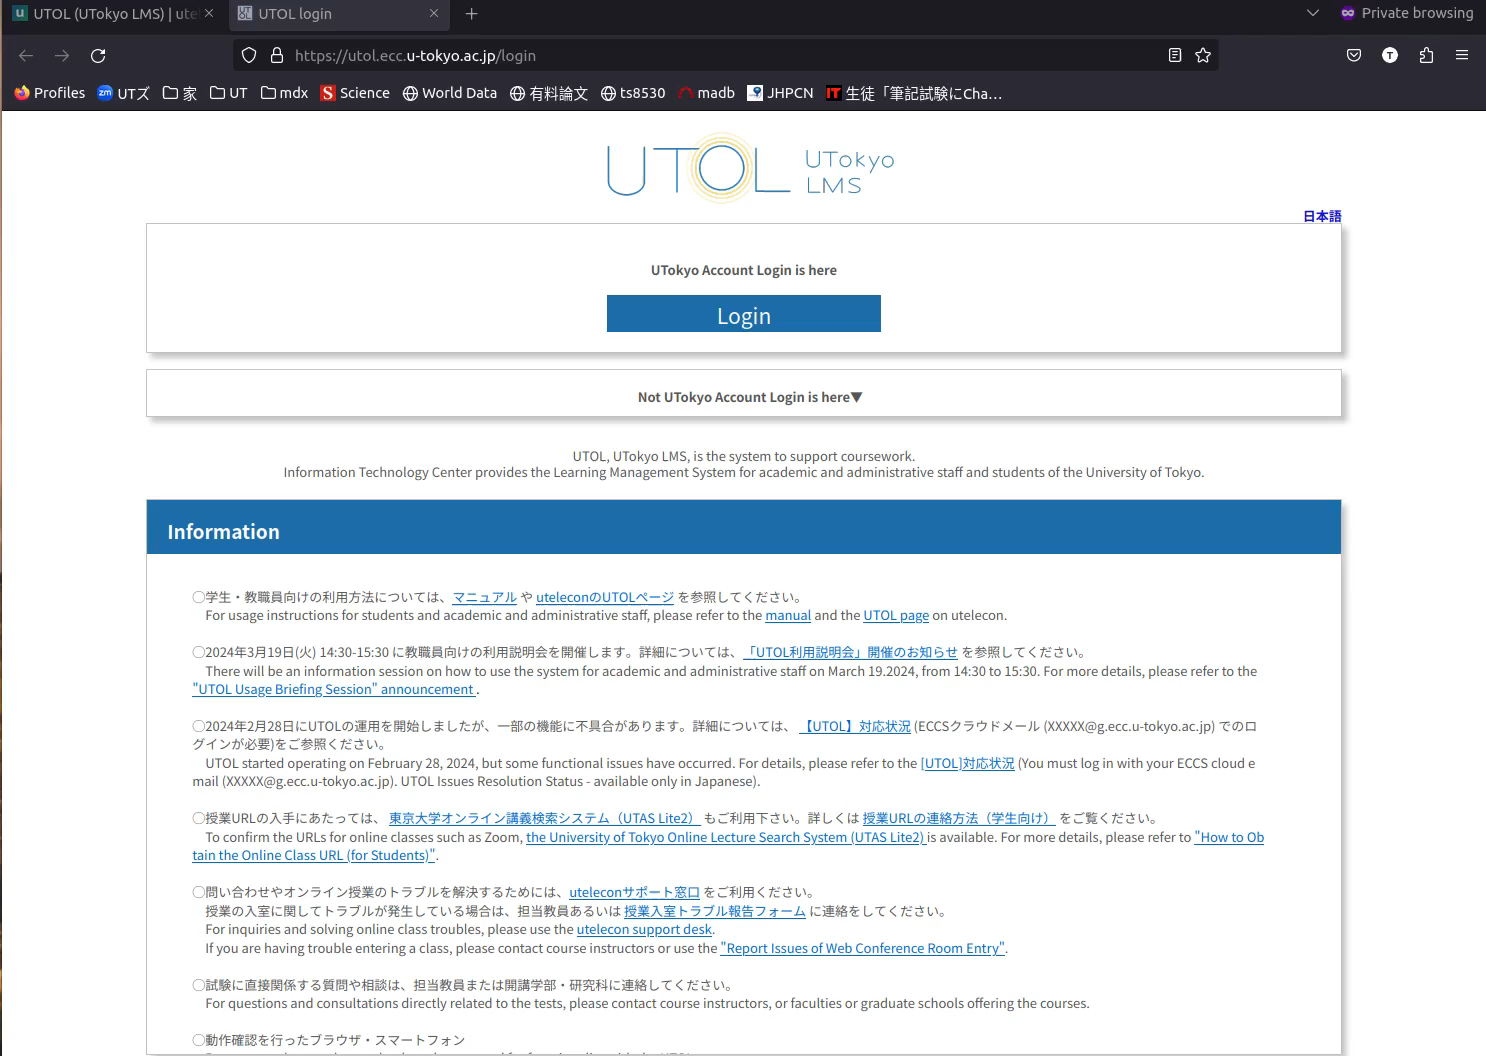 UTOL (UTokyo LMS) | ute
UTOL login
Private browsing
https://utol.ecc.u-tokyo.ac.jp/login
Profiles
UTズ
家
UT
mdx
Science
World Data
有料論文
ts8530
madb
JHPCN
生徒「筆記試験にCha…
UTOL UTokyo LMS
日本語
UTokyo Account Login is here
Login
Not UTokyo Account Login is here▼
UTOL, UTokyo LMS, is the system to support coursework.
Information Technology Center provides the Learning Management System for academic and administrative staff and students of the University of Tokyo.
Information
〇学生・教職員向けの利用方法については、マニュアル や uteleconのUTOLページ を参照してください。
For usage instructions for students and academic and administrative staff, please refer to the manual and the UTOL page on utelecon.
〇2024年3月19日(火) 14:30-15:30 に教職員向けの利用説明会を開催します。詳細については、「UTOL利用説明会」開催のお知らせ を参照してください。
There will be an information session on how to use the system for academic and administrative staff on March 19.2024, from 14:30 to 15:30. For more details, please refer to the
"UTOL Usage Briefing Session" announcement .
〇2024年2月28日にUTOLの運用を開始しましたが、一部の機能に不具合があります。詳細については、【UTOL】対応状況 (ECCSクラウドメール (XXXXX@g.ecc.u-tokyo.ac.jp) でのロ
グインが必要)をご参照ください。
UTOL started operating on February 28, 2024, but some functional issues have occurred. For details, please refer to the [UTOL]対応状況 (You must log in with your ECCS cloud e
mail (XXXXX@g.ecc.u-tokyo.ac.jp). UTOL Issues Resolution Status - available only in Japanese).
〇授業URLの入手にあたっては、 東京大学オンライン講義検索システム（UTAS Lite2） もご利用下さい。詳しくは 授業URLの連絡方法（学生向け） をご覧ください。
To confirm the URLs for online classes such as Zoom, the University of Tokyo Online Lecture Search System (UTAS Lite2) is available. For more details, please refer to "How to Ob
tain the Online Class URL (for Students)".
〇問い合わせやオンライン授業のトラブルを解決するためには、uteleconサポート窓口 をご利用ください。
授業の入室に関してトラブルが発生している場合は、担当教員あるいは 授業入室トラブル報告フォーム に連絡をしてください。
For inquiries and solving online class troubles, please use the utelecon support desk.
If you are having trouble entering a class, please contact course instructors or use the "Report Issues of Web Conference Room Entry".
〇試験に直接関係する質問や相談は、担当教員または開講学部・研究科に連絡してください。
For questions and consultations directly related to the tests, please contact course instructors, or faculties or graduate schools offering the courses.
〇動作確認を行ったブラウザ・スマートフォン